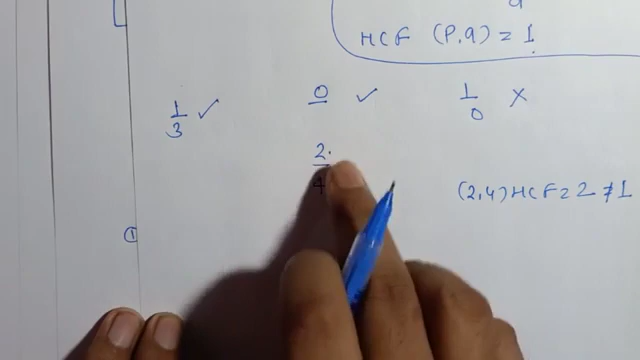 q
HCF (P,q) = 1
1/3 ✓ 0 ✓ 1/0 ×
2/4
(2,4) HCF = 2 ≠ 1
①